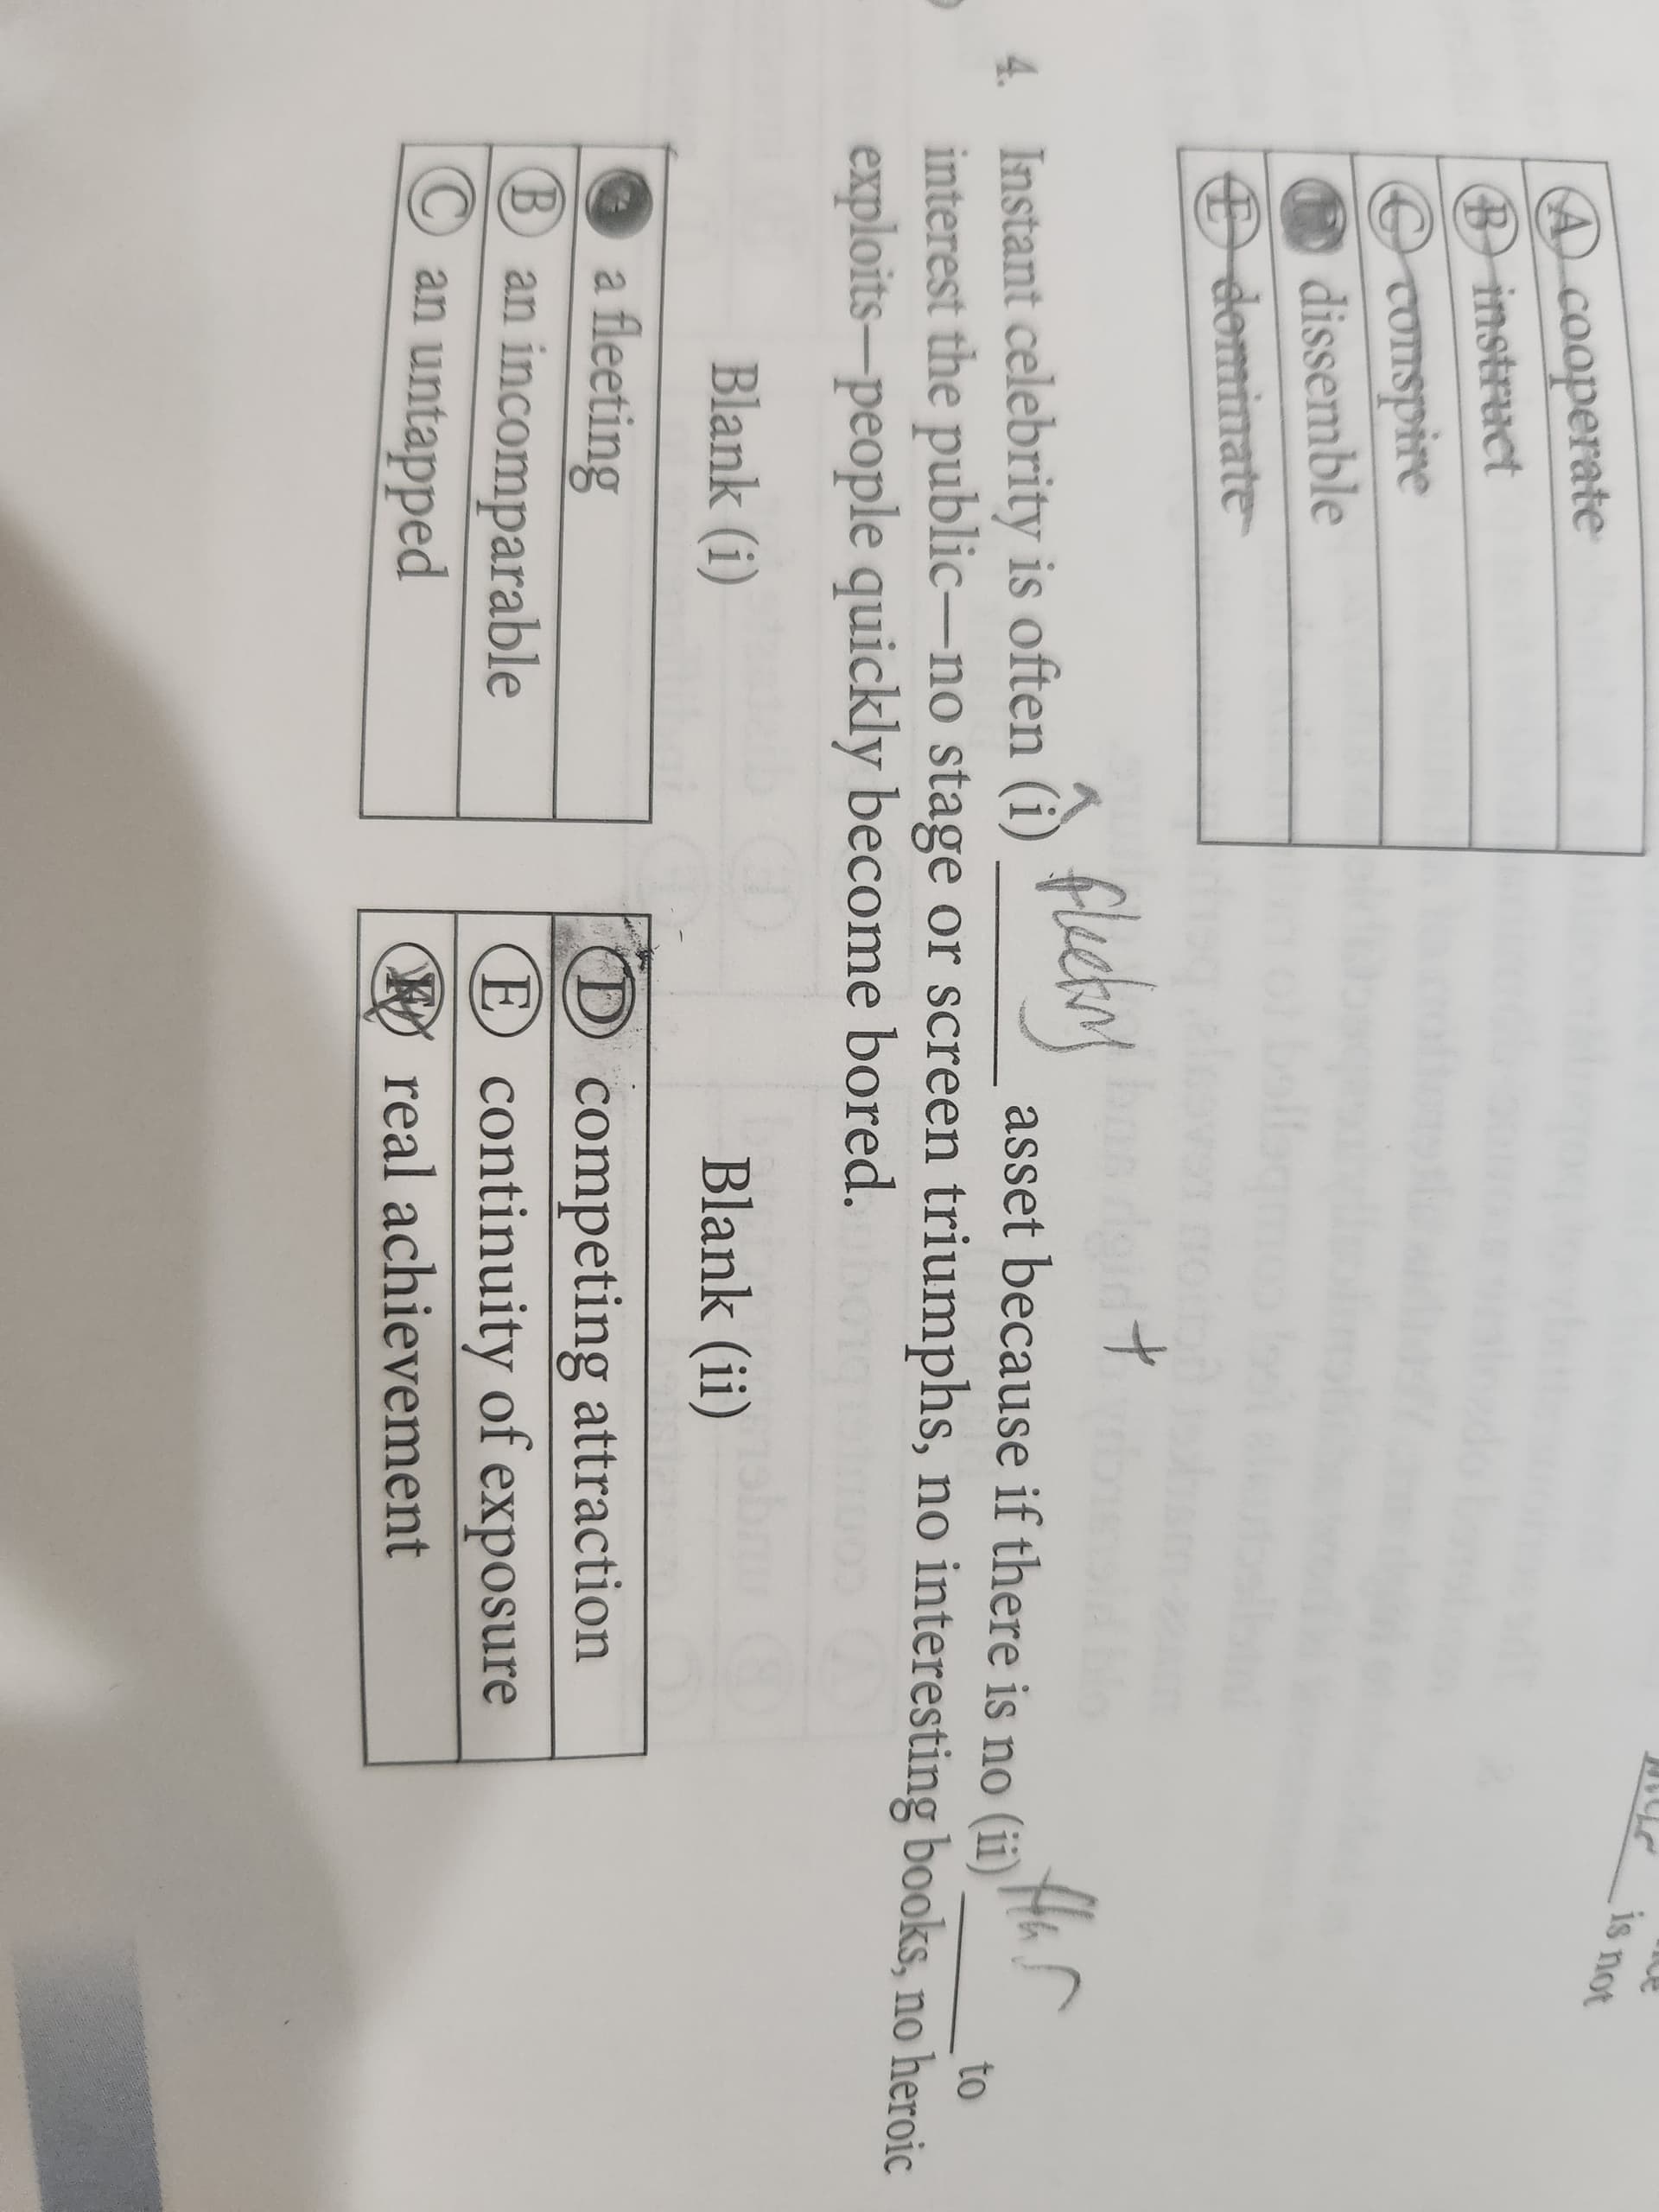 is not
Ⓐ cooperate
Ⓑ instruct
Ⓒ conspire
dissemble
Ⓔ dominate
+
4. Instant celebrity is often (i) ______ asset because if there is no (ii) ______ to
interest the public—no stage or screen triumphs, no interesting books, no heroic
exploits—people quickly become bored.
Blank (i) Blank (ii)
a fleeting Ⓓ competing attraction
Ⓑ an incomparable Ⓔ continuity of exposure
Ⓒ an untapped Ⓕ real achievement